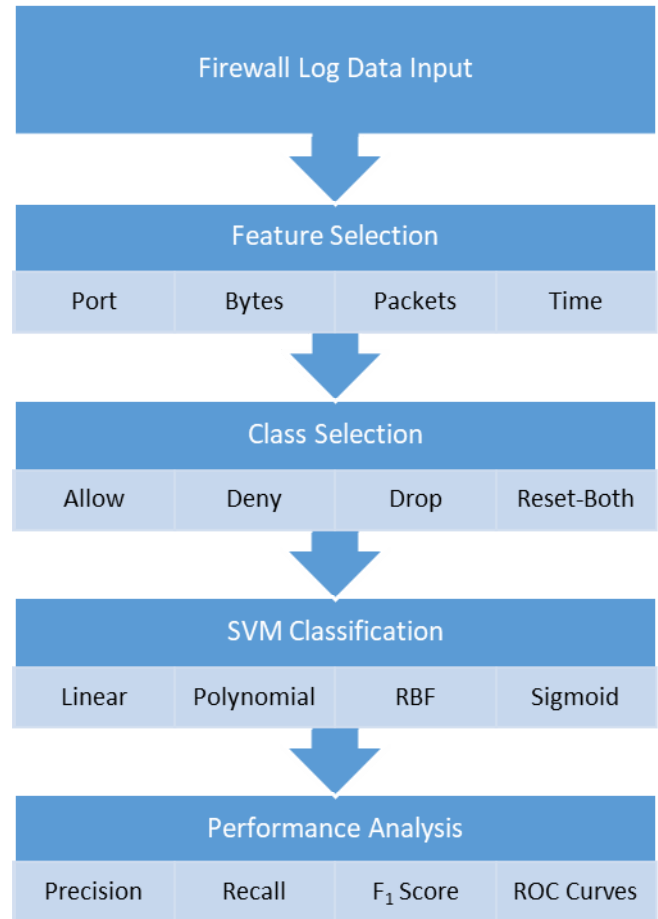 Firewall Log Data Input
Feature Selection
Port Bytes Packets Time
Class Selection
Allow Deny Drop Reset-Both
SVM Classification
Linear Polynomial RBF Sigmoid
Performance Analysis
Precision Recall F₁ Score ROC Curves